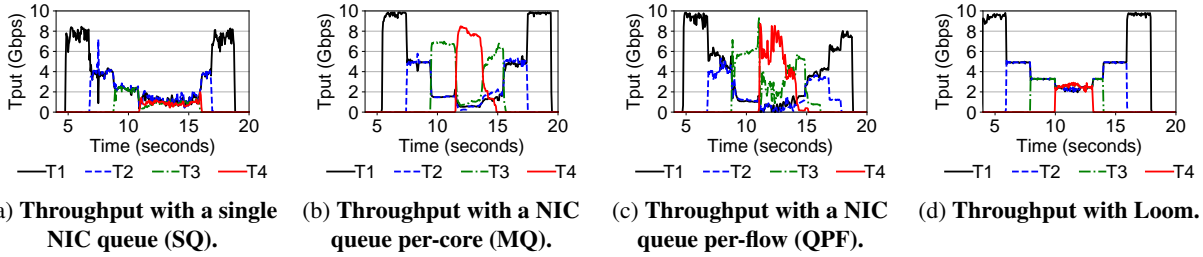 Tput (Gbps)
10
8
6
4
2
0
5 10 15 20
Time (seconds)
T1 T2 T3 T4
a) Throughput with a single
NIC queue (SQ).
Tput (Gbps)
10
8
6
4
2
0
5 10 15 20
Time (seconds)
T1 T2 T3 T4
(b) Throughput with a NIC
queue per-core (MQ).
Tput (Gbps)
10
8
6
4
2
0
5 10 15 20
Time (seconds)
T1 T2 T3 T4
(c) Throughput with a NIC
queue per-flow (QPF).
Tput (Gbps)
10
8
6
4
2
0
5 10 15 20
Time (seconds)
T1 T2 T3 T4
(d) Throughput with Loom.